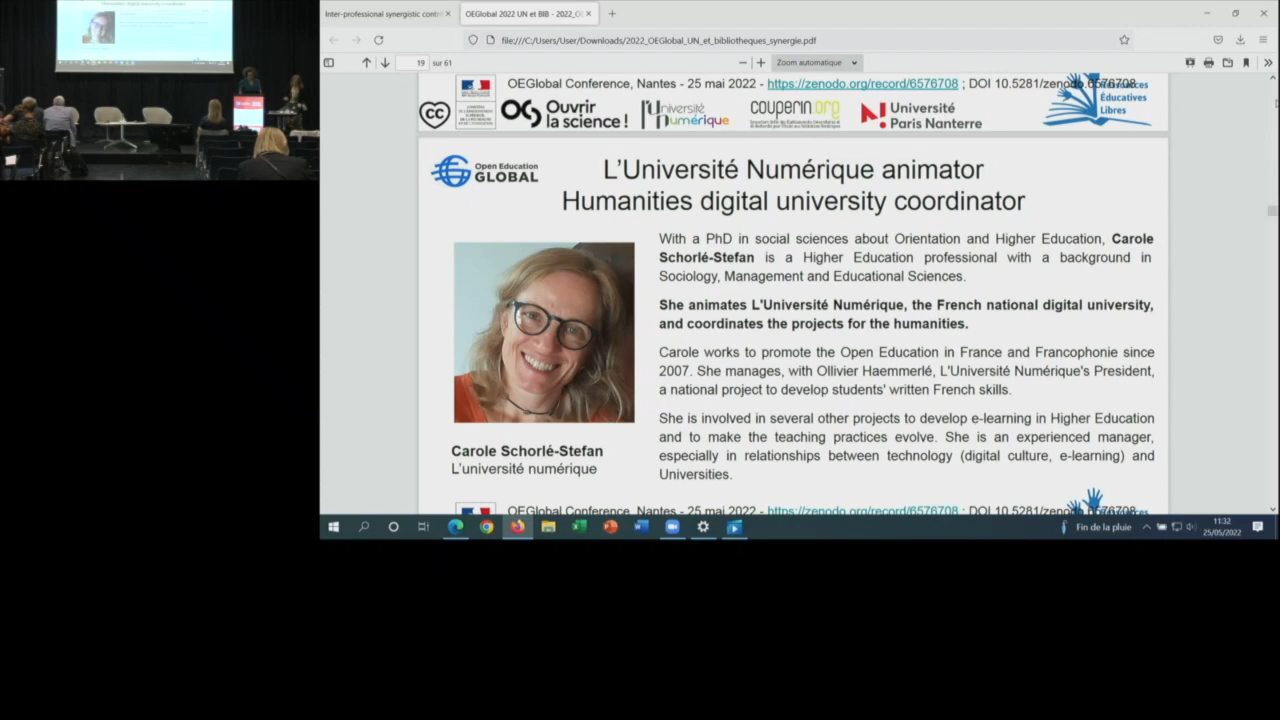 Inter-professional synergistic contri
OEGlobal 2022 UN et BIB - 2022_OE
file:///C:/Users/User/Downloads/2022_OEGlobal_UN_et_bibliotheques_synergie.pdf
19 sur 61
Zoom automatique
OEGlobal Conference, Nantes - 25 mai 2022 - https://zenodo.org/record/6576708 ; DOI 10.5281/zenodo.6576708
cc
Ouvrir
la science !
Université
numérique
couperin.org
Université
Paris Nanterre
Ressources
Éducatives
Libres
Open Education
GLOBAL
L'Université Numérique animator
Humanities digital university coordinator
With a PhD in social sciences about Orientation and Higher Education, Carole
Schorlé-Stefan is a Higher Education professional with a background in
Sociology, Management and Educational Sciences.
She animates L'Université Numérique, the French national digital university,
and coordinates the projects for the humanities.
Carole works to promote the Open Education in France and Francophonie since
2007. She manages, with Ollivier Haemmerlé, L'Université Numérique's President,
a national project to develop students' written French skills.
She is involved in several other projects to develop e-learning in Higher Education
and to make the teaching practices evolve. She is an experienced manager,
especially in relationships between technology (digital culture, e-learning) and
Universities.
Carole Schorlé-Stefan
L'université numérique
OEGlobal Conference, Nantes - 25 mai 2022 - https://zenodo.org/record/6576708 ; DOI 10.5281/zenodo.6576708
Fin de la pluie
11:32
25/05/2022